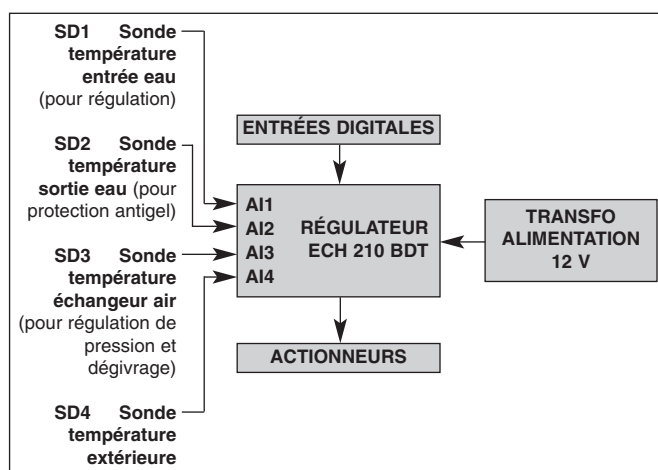 SD1 Sonde
température
entrée eau
(pour régulation)
SD2 Sonde
température
sortie eau (pour
protection antigel)
SD3 Sonde
température
échangeur air
(pour régulation de
pression et
dégivrage)
SD4 Sonde
température
extérieure
ENTRÉES DIGITALES
AI1
AI2
AI3
AI4
RÉGULATEUR
ECH 210 BDT
ACTIONNEURS
TRANSFO
ALIMENTATION
12 V